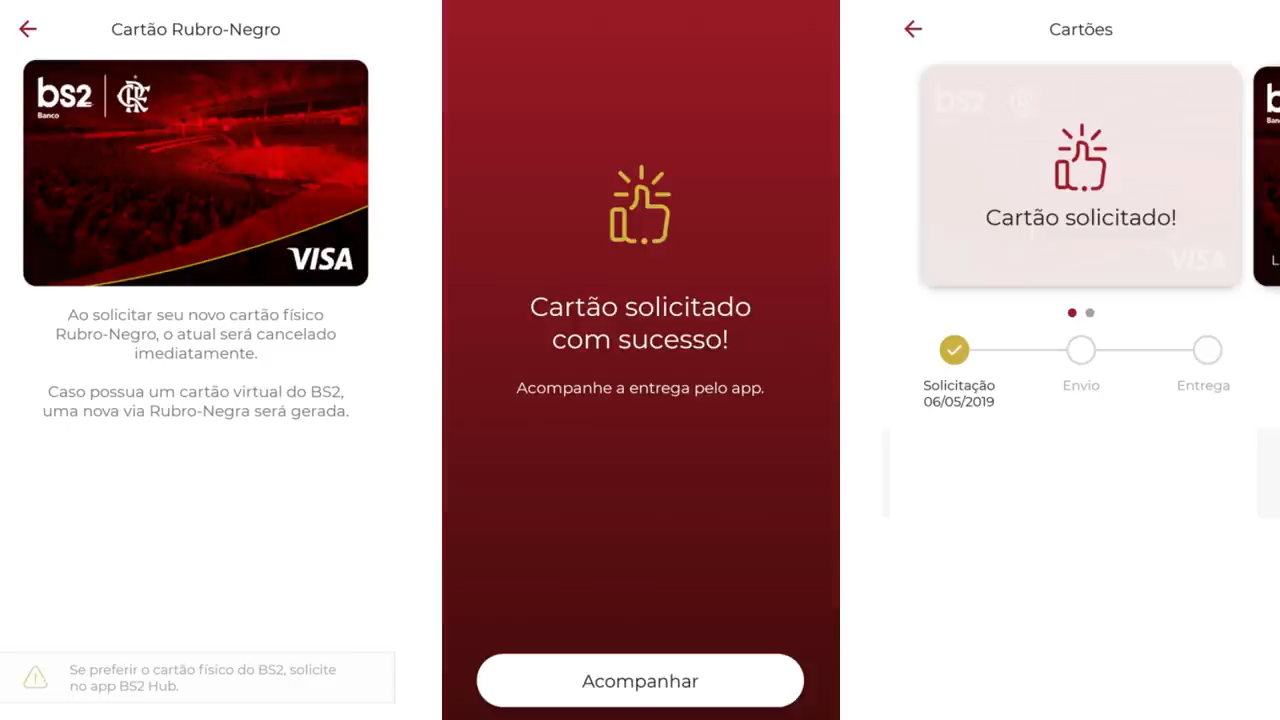 Cartão Rubro-Negro
bs2
Banco
VISA
Ao solicitar seu novo cartão físico
Rubro-Negro, o atual será cancelado
imediatamente.
Caso possua um cartão virtual do BS2,
uma nova via Rubro-Negra será gerada.
Se preferir o cartão físico do BS2, solicite
no app BS2 Hub.
Cartão solicitado
com sucesso!
Acompanhe a entrega pelo app.
Acompanhar
Cartões
bs2
Cartão solicitado!
VISA
b
Ban
L
Solicitação
06/05/2019
Envio
Entrega